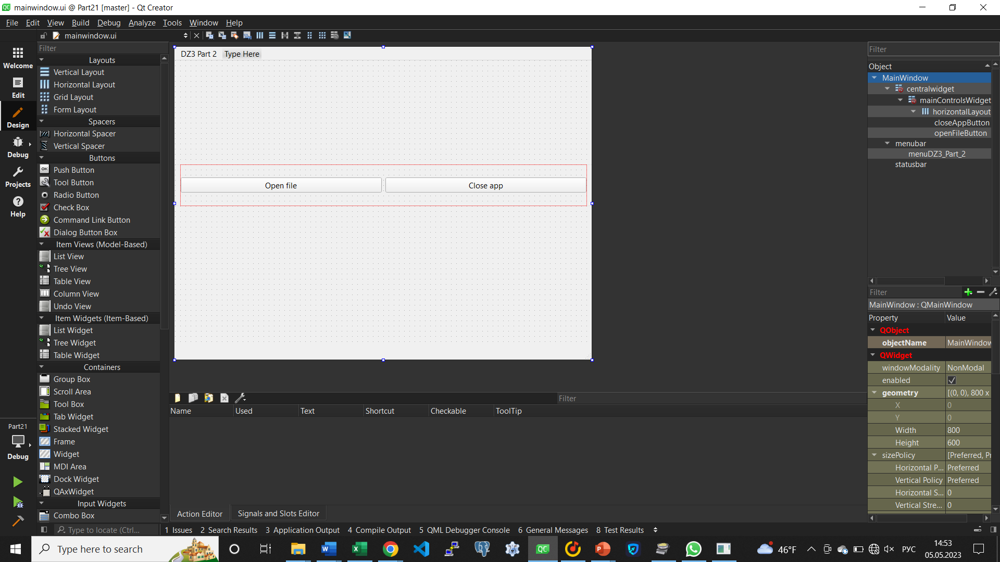 mainwindow.ui @ Part21 [master] - Qt Creator
File Edit View Build Debug Analyze Tools Window Help
mainwindow.ui
Welcome
Edit
Design
Debug
Projects
Help
Part21
Debug
Filter
Layouts
Vertical Layout
Horizontal Layout
Grid Layout
Form Layout
Spacers
Horizontal Spacer
Vertical Spacer
Buttons
Push Button
Tool Button
Radio Button
Check Box
Command Link Button
Dialog Button Box
Item Views (Model-Based)
List View
Tree View
Table View
Column View
Undo View
Item Widgets (Item-Based)
List Widget
Tree Widget
Table Widget
Containers
Group Box
Scroll Area
Tool Box
Tab Widget
Stacked Widget
Frame
Widget
MDI Area
Dock Widget
QAxWidget
Input Widgets
Combo Box
DZ3 Part 2 Type Here
Open file Close app
Filter
Name Used Text Shortcut Checkable ToolTip
Action Editor Signals and Slots Editor
Filter
Object
MainWindow
centralwidget
mainControlsWidget
horizontalLayout
closeAppButton
openFileButton
menubar
menuDZ3_Part_2
statusbar
Filter
MainWindow : QMainWindow
Property Value
QObject
objectName MainWindow
QWidget
windowModality NonModal
enabled
geometry [(0, 0), 800 x
X 0
Y 0
Width 800
Height 600
sizePolicy [Preferred, Pr
Horizontal P... Preferred
Vertical Policy Preferred
Horizontal S... 0
Vertical Stre... 0
Type to locate (Ctrl... 1 Issues 2 Search Results 3 Application Output 4 Compile Output 5 QML Debugger Console 6 General Messages 8 Test Results
Type here to search
QC
46°F
РУС
14:53
05.05.2023